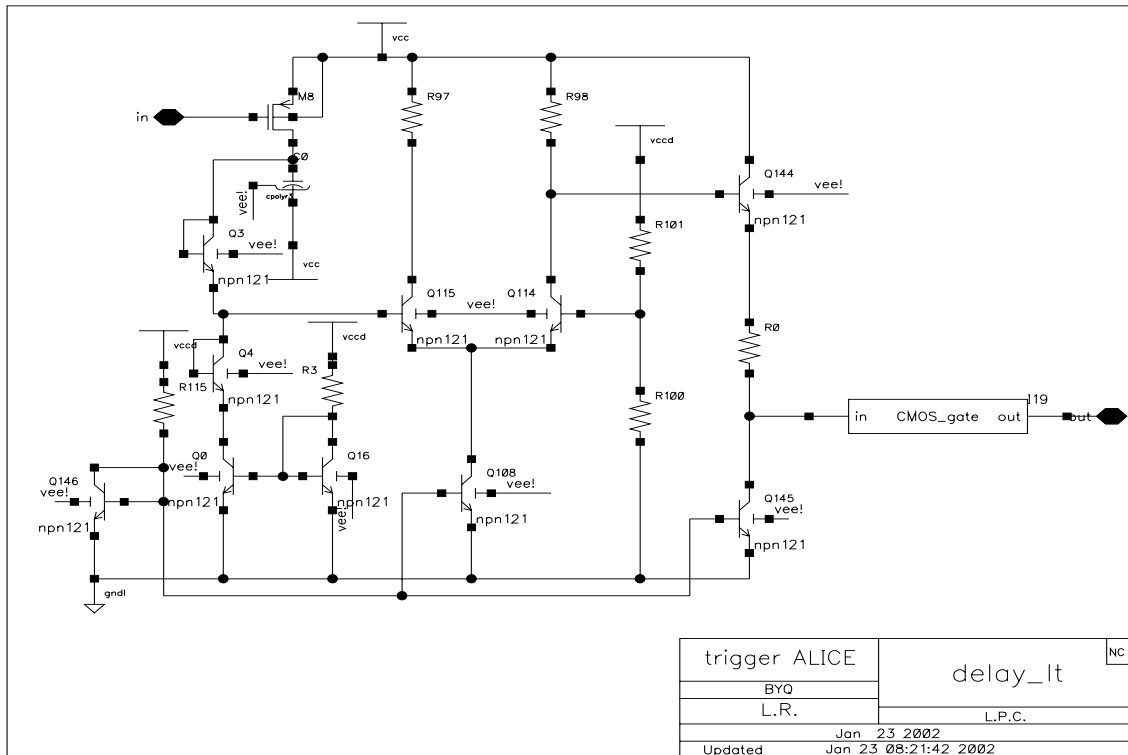 vcc
M8
R97
R98
in
vccd
C0
Q144
vee!
cpolyrs
vee!
npn121
R101
Q3
vee!
vcc
npn121
Q115
vee!
Q114
R0
npn121
npn121
vccd
vccd
Q4
vee!
R115
R3
npn121
R100
I19
in
CMOS_gate
out
out
vee!
Q0
Q16
Q146
vee!
Q108
vee!
Q145
vee!
npn121
npn121
npn121
vee!
npn121
npn121
gndl
trigger ALICE
delay_lt
NC
BYQ
L.R.
L.P.C.
Jan 23 2002
Updated Jan 23 08:21:42 2002